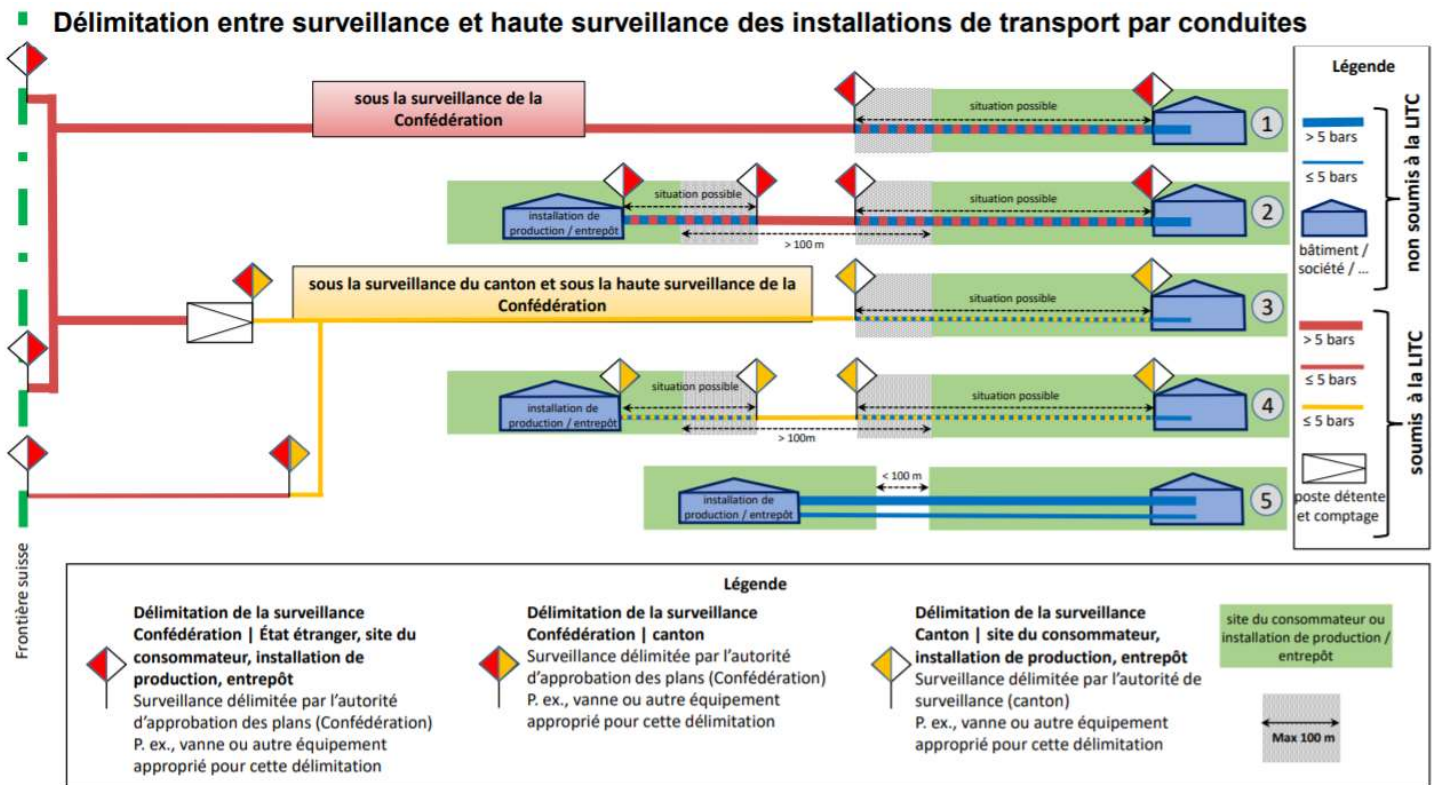 Délimitation entre surveillance et haute surveillance des installations de transport par conduites
sous la surveillance de la
Confédération
situation possible
1
situation possible
situation possible
installation de
production / entrepôt
> 100 m
2
sous la surveillance du canton et sous la haute surveillance de la
Confédération
situation possible
3
situation possible
situation possible
installation de
production / entrepôt
> 100m
4
< 100 m
installation de
production / entrepôt
5
Frontière suisse
Légende
> 5 bars
≤ 5 bars
bâtiment /
société / ...
non soumis à la LITC
> 5 bars
≤ 5 bars
≤ 5 bars
poste détente
et comptage
soumis à la LITC
Légende
Délimitation de la surveillance
Confédération | État étranger, site du
consommateur, installation de
production, entrepôt
Surveillance délimitée par l’autorité
d’approbation des plans (Confédération)
P. ex., vanne ou autre équipement
approprié pour cette délimitation
Délimitation de la surveillance
Confédération | canton
Surveillance délimitée par l’autorité
d’approbation des plans (Confédération)
P. ex., vanne ou autre équipement
approprié pour cette délimitation
Délimitation de la surveillance
Canton | site du consommateur,
installation de production, entrepôt
Surveillance délimitée par l’autorité de
surveillance (canton)
P. ex., vanne ou autre équipement
approprié pour cette délimitation
site du consommateur ou
installation de production /
entrepôt
Max 100 m